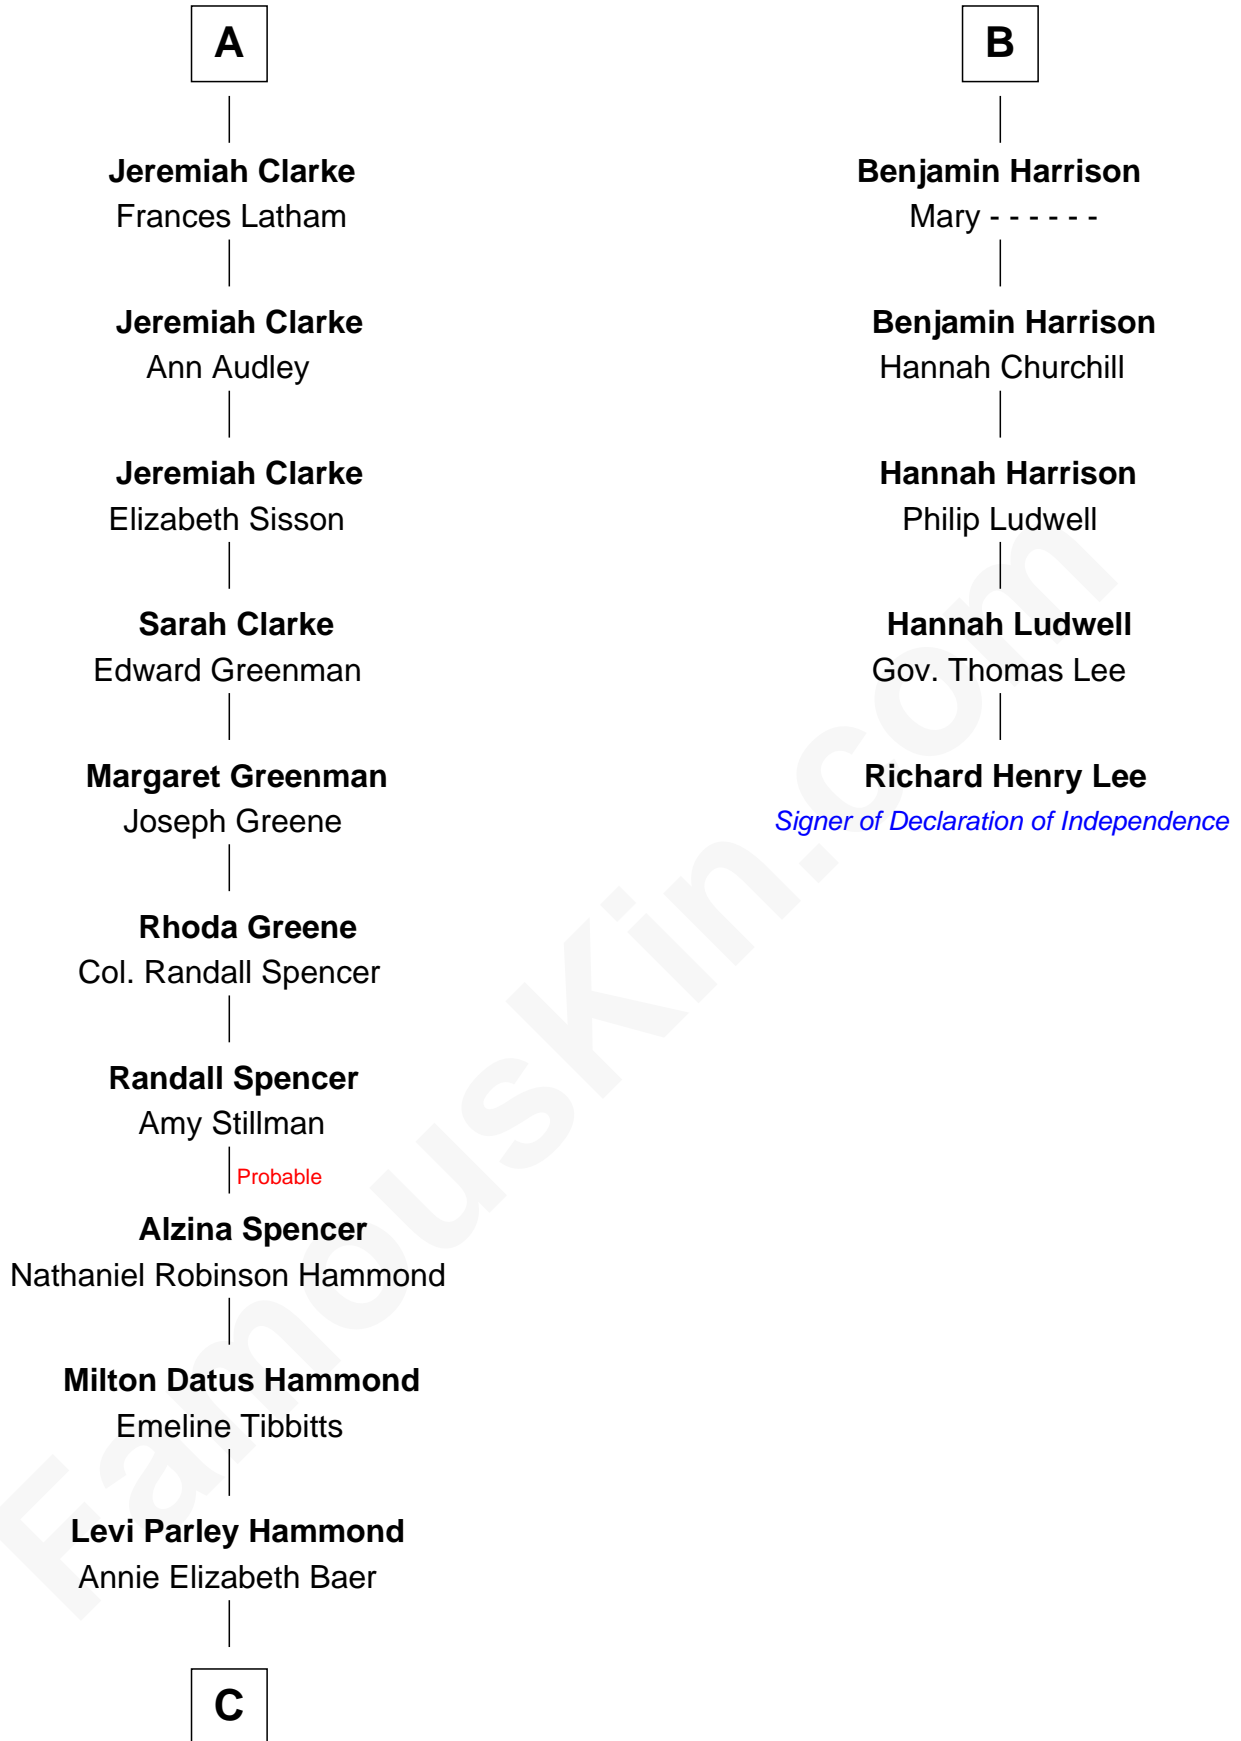 A
Jeremiah Clarke
Frances Latham
Jeremiah Clarke
Ann Audley
Jeremiah Clarke
Elizabeth Sisson
Sarah Clarke
Edward Greenman
Margaret Greenman
Joseph Greene
Rhoda Greene
Col. Randall Spencer
Randall Spencer
Amy Stillman
Probable
Alzina Spencer
Nathaniel Robinson Hammond
Milton Datus Hammond
Emeline Tibbitts
Levi Parley Hammond
Annie Elizabeth Baer
C
B
Benjamin Harrison
Mary - - - - - -
Benjamin Harrison
Hannah Churchill
Hannah Harrison
Philip Ludwell
Hannah Ludwell
Gov. Thomas Lee
Richard Henry Lee
Signer of Declaration of Independence
FamousKin.com